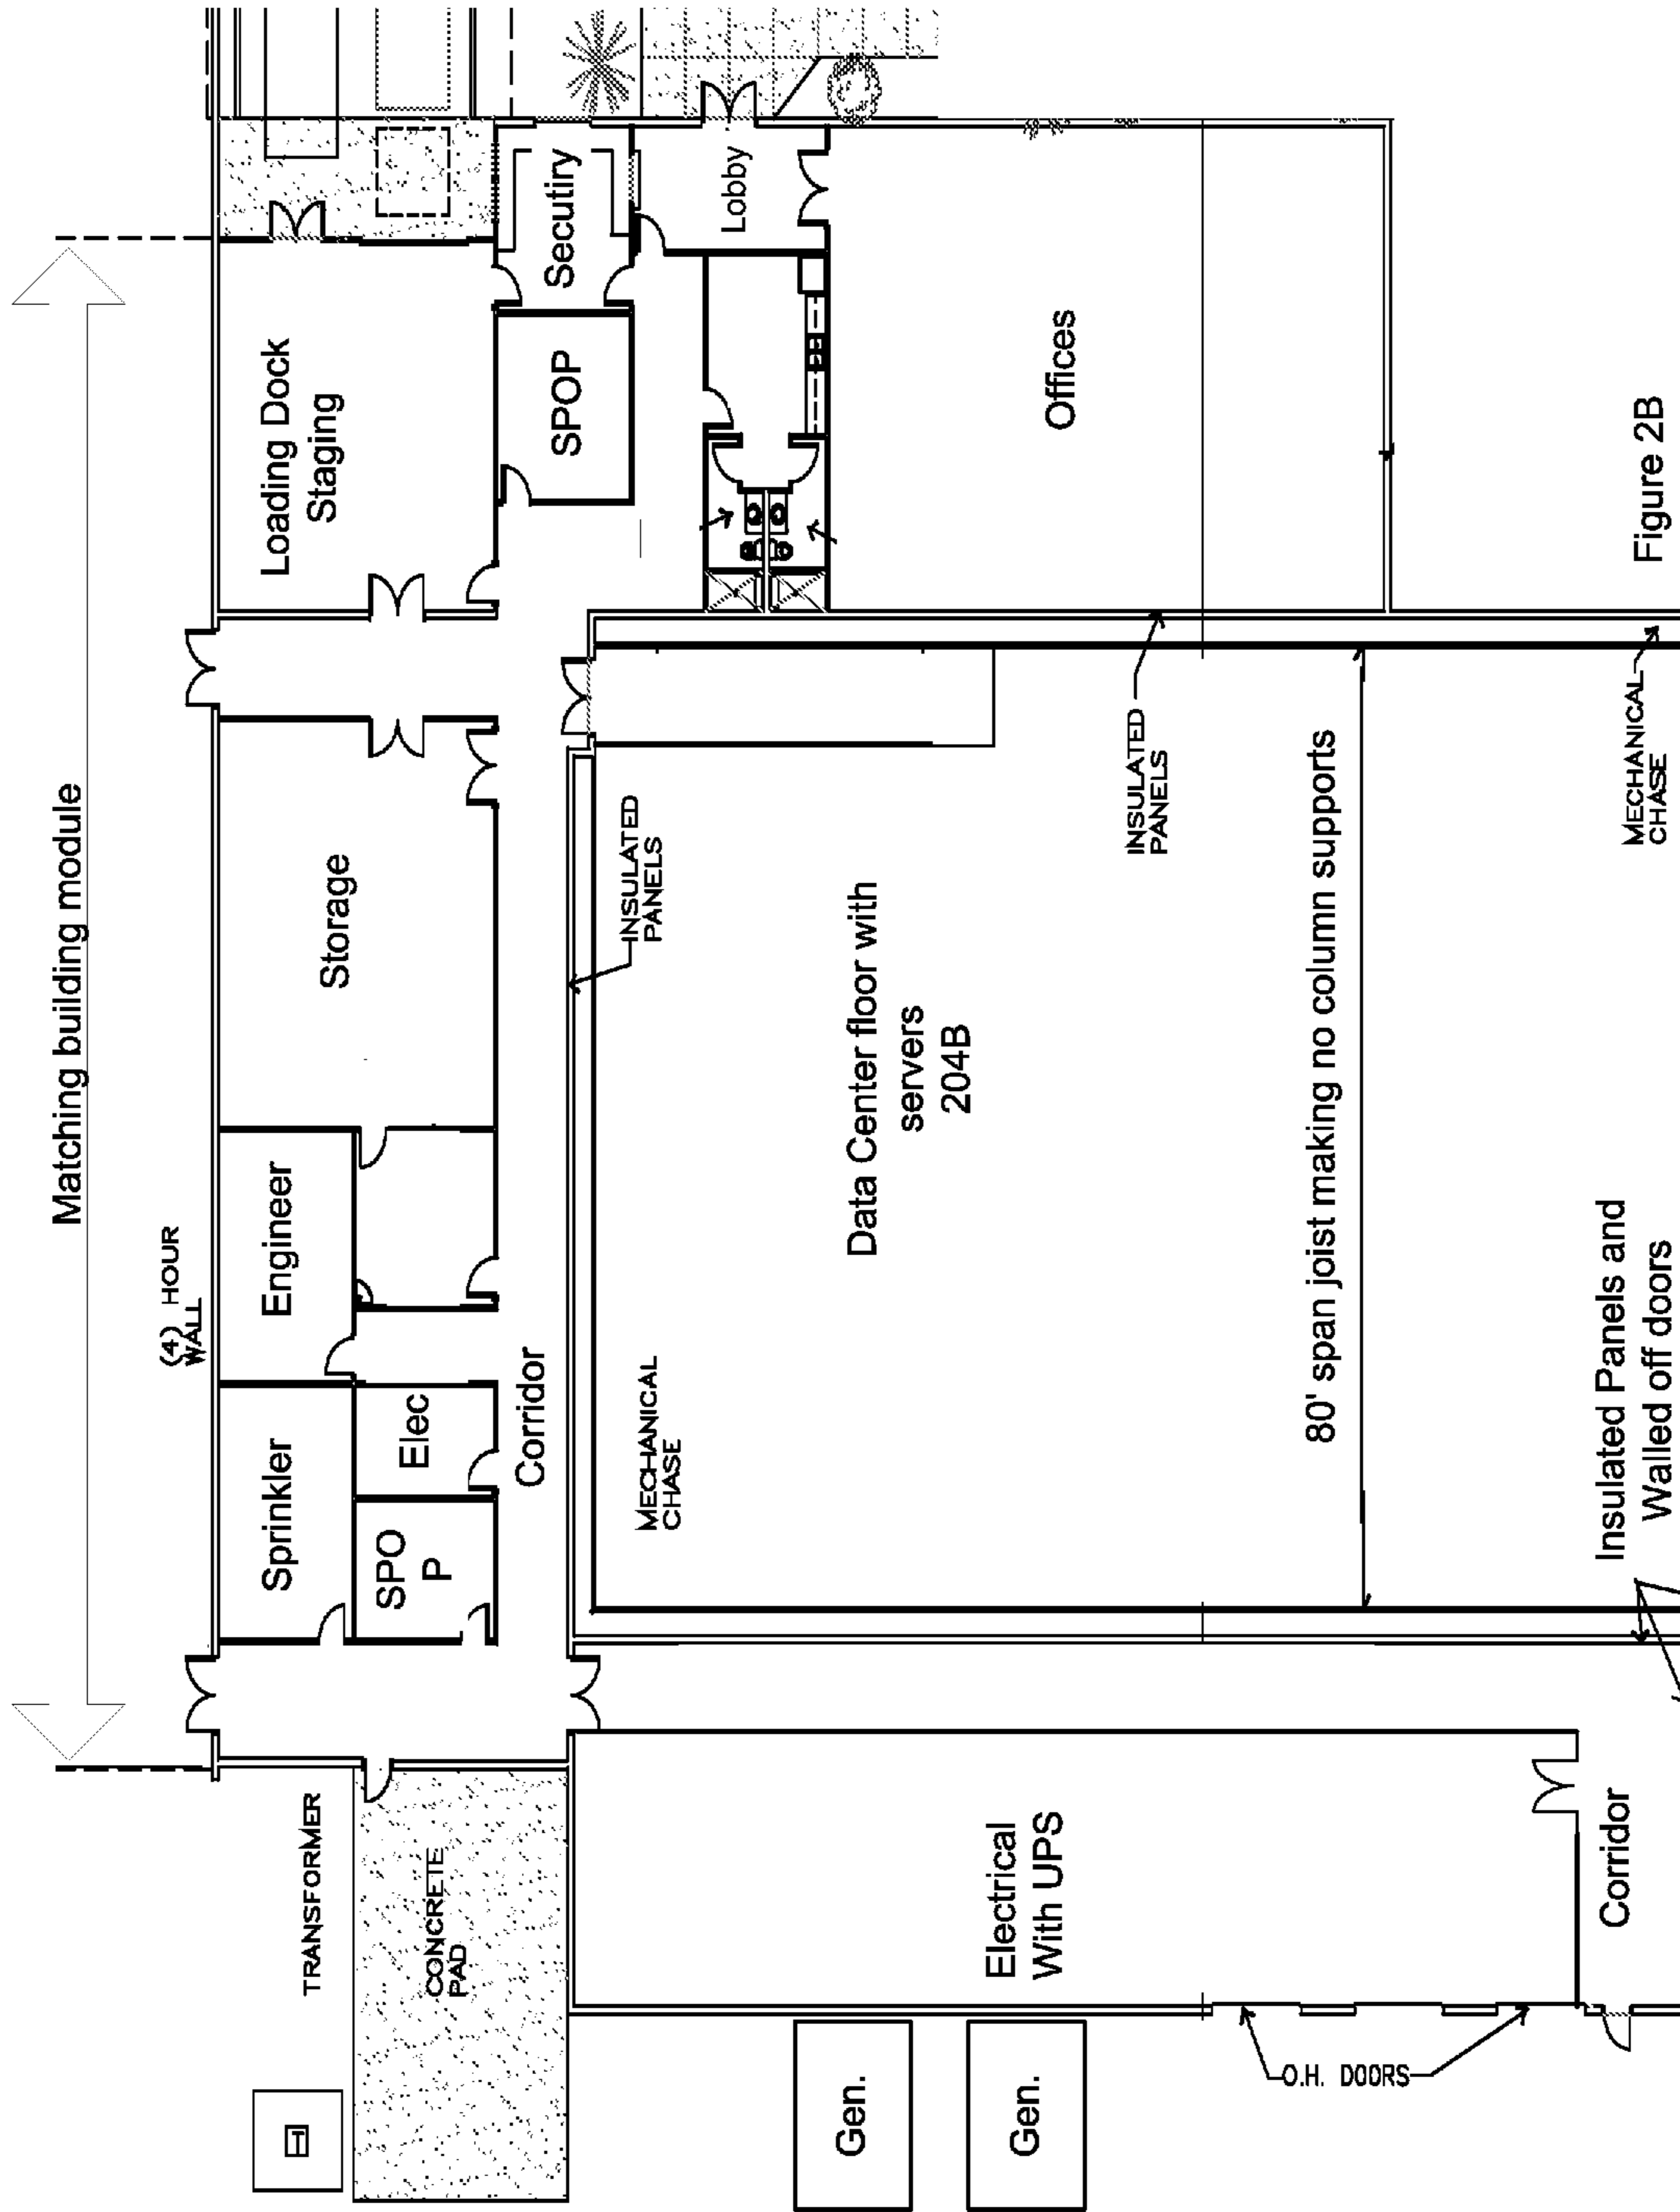 Matching building module
(4) HOUR
WALL
TRANSFORMER
CONCRETE
PAD
Sprinkler
Engineer
Storage
Loading Dock
Staging
SPO
P
Elec
Corridor
SPOP
Secutiry
Lobby
INSULATED
PANELS
MECHANICAL
CHASE
Data Center floor with
servers
204B
Offices
Gen.
Gen.
Electrical
With UPS
INSULATED
PANELS
80' span joist making no column supports
O.H. DOORS
Corridor
Insulated Panels and
Walled off doors
MECHANICAL
CHASE
Figure 2B